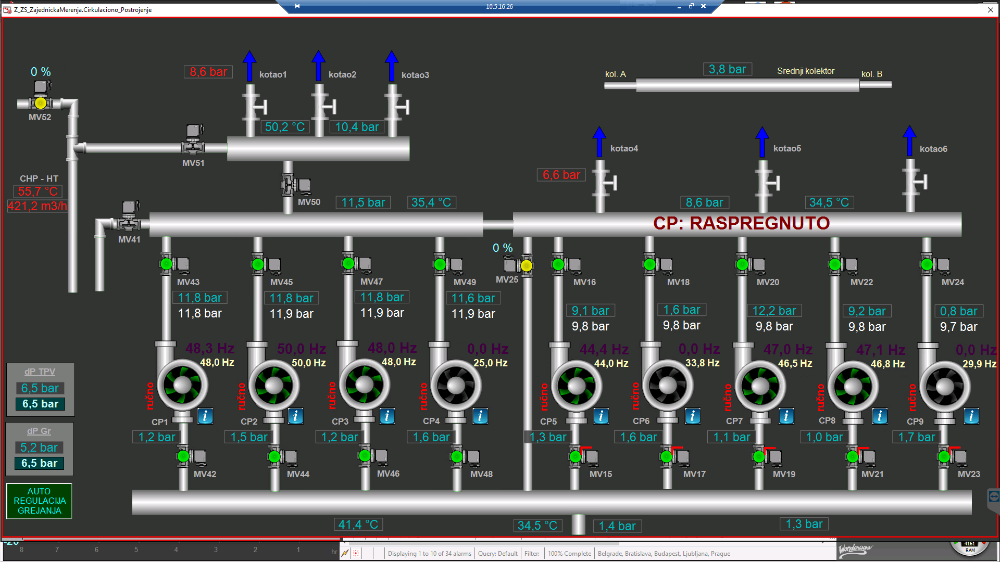 Z_ZS_ZajednickaMerenja.Cirkulaciono_Postrojenje
10.5.16.26
0 %
MV52
8,6 bar
kotao1
kotao2
kotao3
kol. A
3,8 bar
Srednji kolektor
kol. B
50,2 °C
10,4 bar
MV51
kotao4
kotao5
kotao6
CHP - HT
55,7 °C
421,2 m3/h
MV50
6,6 bar
11,5 bar
35,4 °C
8,6 bar
34,5 °C
CP: RASPREGNUTO
MV41
0 %
MV25
MV43
MV45
MV47
MV49
MV16
MV18
MV20
MV22
MV24
11,8 bar
11,8 bar
11,8 bar
11,6 bar
9,1 bar
1,6 bar
12,2 bar
9,2 bar
0,8 bar
11,8 bar
11,9 bar
11,9 bar
11,9 bar
9,8 bar
9,8 bar
9,8 bar
9,8 bar
9,7 bar
48,3 Hz
50,0 Hz
48,0 Hz
0,0 Hz
44,4 Hz
0,0 Hz
47,0 Hz
47,1 Hz
0,0 Hz
48,0 Hz
50,0 Hz
48,0 Hz
25,0 Hz
44,0 Hz
33,8 Hz
46,5 Hz
46,8 Hz
29,9 Hz
ručno
ručno
ručno
ručno
ručno
ručno
ručno
ručno
ručno
dP TPV
6,5 bar
6,5 bar
CP1
CP2
CP3
CP4
CP5
CP6
CP7
CP8
CP9
i
i
i
i
i
i
i
i
i
1,2 bar
1,5 bar
1,2 bar
1,6 bar
1,3 bar
1,6 bar
1,1 bar
1,0 bar
1,7 bar
dP Gr
5,2 bar
6,5 bar
MV42
MV44
MV46
MV48
MV15
MV17
MV19
MV21
MV23
AUTO
REGULACIJA
GREJANJA
41,4 °C
34,5 °C
1,4 bar
1,3 bar
-20
8
7
6
5
4
3
2
1
hr
Displaying 1 to 10 of 34 alarms
Query: Default
Filter:
100% Complete
Belgrade, Bratislava, Budapest, Ljubljana, Prague
Wonderware
4161
RAM